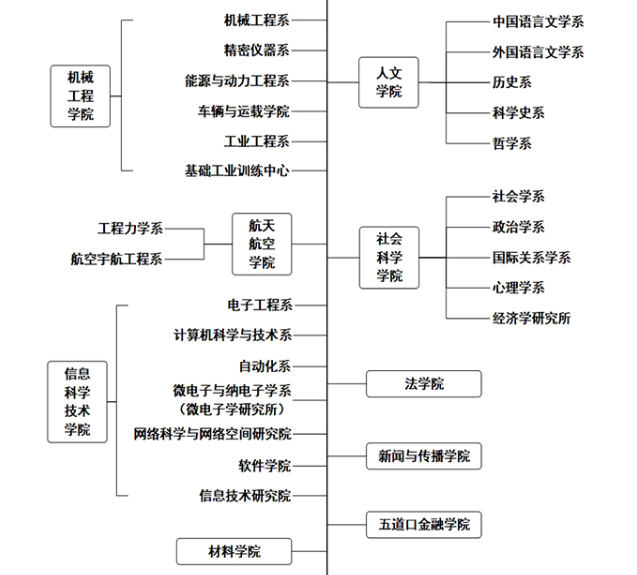 机械
工程
学院
机械工程系
精密仪器系
能源与动力工程系
车辆与运载学院
工业工程系
基础工业训练中心
工程力学系
航空宇航工程系
航天
航空
学院
信息
科学
技术
学院
电子工程系
计算机科学与技术系
自动化系
微电子与纳电子学系
（微电子学研究所）
网络科学与网络空间研究院
软件学院
信息技术研究院
材料学院
人文
学院
中国语言文学系
外国语言文学系
历史系
科学史系
哲学系
社会
科学
学院
社会学系
政治学系
国际关系学系
心理学系
经济学研究所
法学院
新闻与传播学院
五道口金融学院